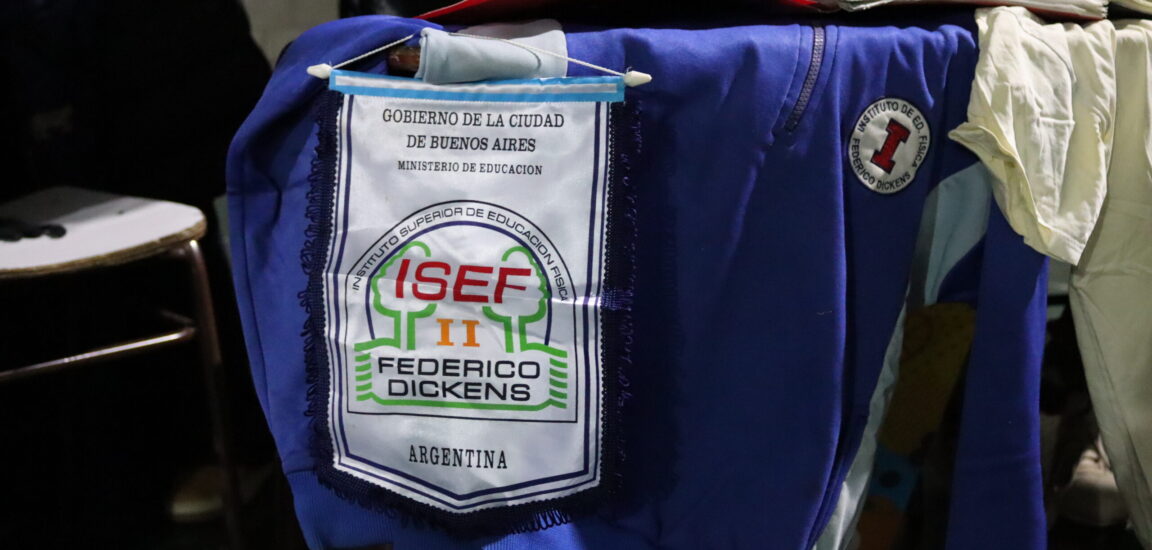 GOBIERNO DE LA CIUDAD
DE BUENOS AIRES
MINISTERIO DE EDUCACION
INSTITUTO SUPERIOR DE EDUCACION FISICA
ISEF
II
FEDERICO
DICKENS
ARGENTINA
INSTITUTO DE ED. FISICA
I
FEDERICO DICKENS